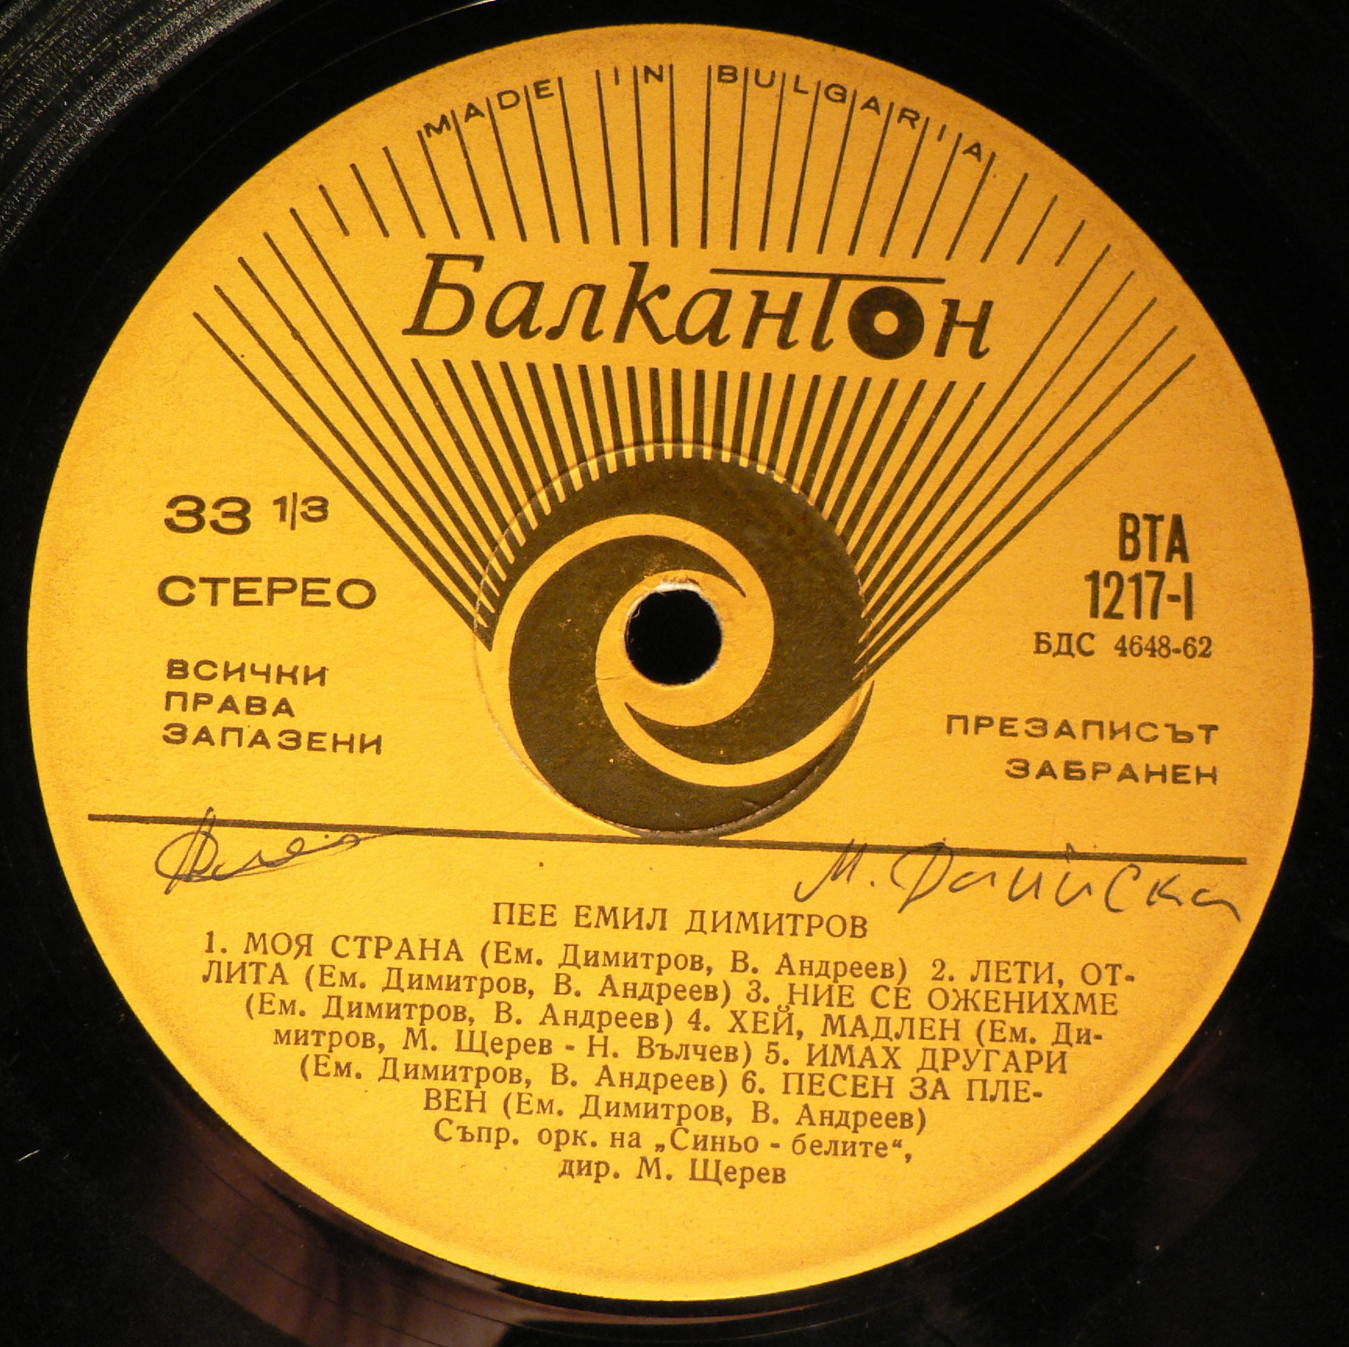 MADE IN BULGARIA
Балкантон
33 1/3
СТЕРЕО
ВСИЧКИ
ПРАВА
ЗАПАЗЕНИ
ВТА
1217-I
БДС 4648-62
ПРЕЗАПИСЪТ
ЗАБРАНЕН
М.
ПЕЕ ЕМИЛ ДИМИТРОВ
1. МОЯ СТРАНА (Ем. Димитров, В. Андреев) 2. ЛЕТИ, ОТ-
ЛИТА (Ем. Димитров, В. Андреев) 3. НИЕ СЕ ОЖЕНИХМЕ
(Ем. Димитров, В. Андреев) 4. ХЕЙ, МАДЛЕН (Ем. Ди-
митров, М. Щерев - Н. Вълчев) 5. ИМАХ ДРУГАРИ
(Ем. Димитров, В. Андреев) 6. ПЕСЕН ЗА ПЛЕ-
ВЕН (Ем. Димитров, В. Андреев)
Съпр. орк. на „Синьо - белите“,
дир. М. Щерев